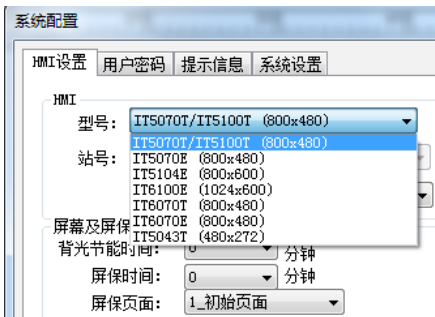 系统配置
HMI设置 用户密码 提示信息 系统设置
HMI
型号: IT5070T/IT5100T (800x480)
IT5070T/IT5100T (800x480)
站号: IT5070E (800x480)
IT5104E (800x600)
IT6100E (1024x600)
IT6070T (800x480)
IT6070E (800x480)
屏幕及屏保
IT5043T (480x272)
背光节能时间: 0 分钟
屏保时间: 0 分钟
屏保页面: 1_初始页面